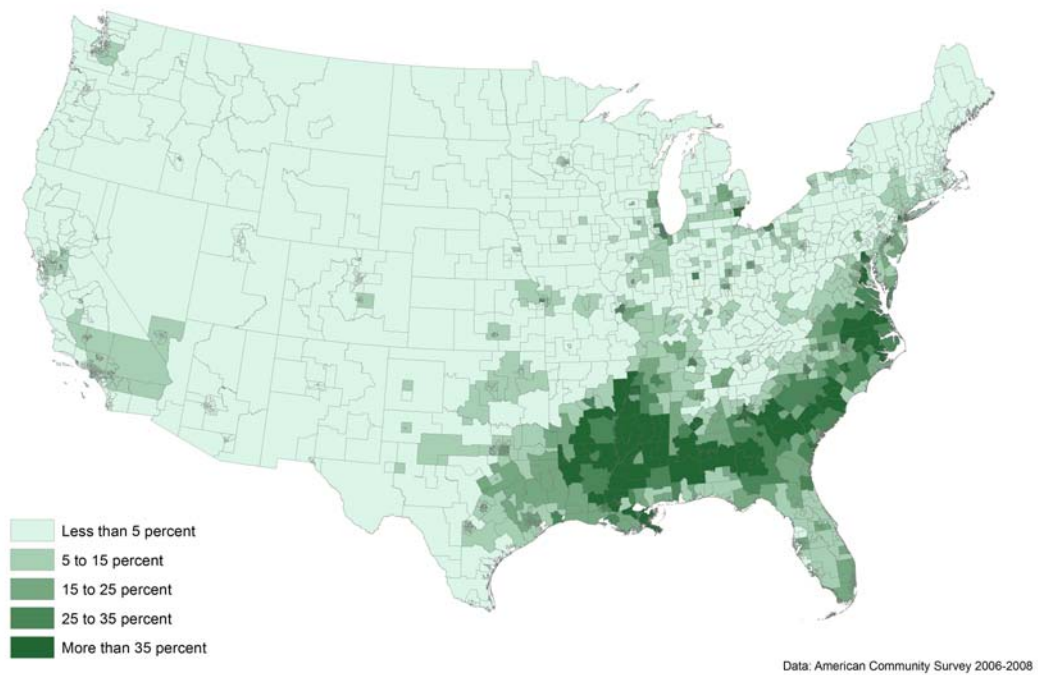 Less than 5 percent
5 to 15 percent
15 to 25 percent
25 to 35 percent
More than 35 percent
Data: American Community Survey 2006-2008